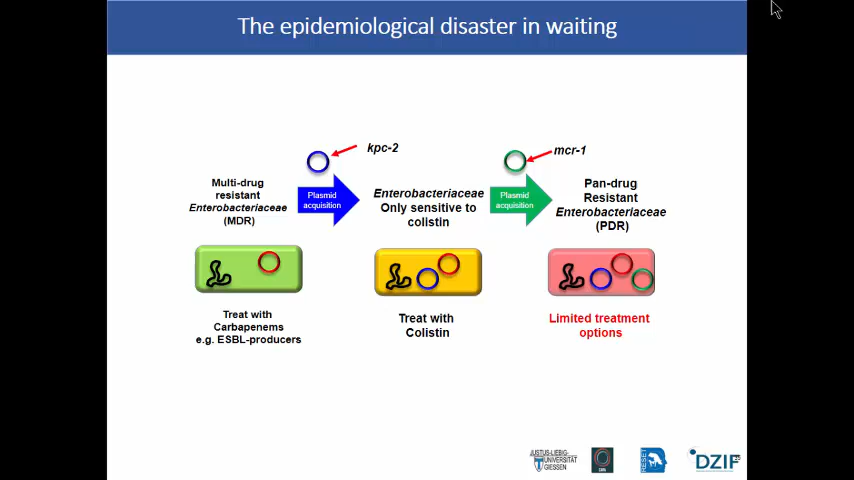 The epidemiological disaster in waiting
kpc-2
mcr-1
Multi-drug
resistant
Enterobacteriaceae
(MDR)
Plasmid
acquisition
Enterobacteriaceae
Only sensitive to
colistin
Plasmid
acquisition
Pan-drug
Resistant
Enterobacteriaceae
(PDR)
Treat with
Carbapenems
e.g. ESBL-producers
Treat with
Colistin
Limited treatment
options
JUSTUS-LIEBIG-
UNIVERSITÄT
GIESSEN
RESET
DZIF